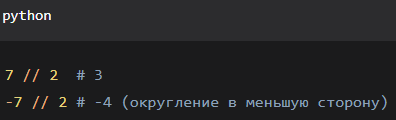 python
7 // 2  # 3
-7 // 2 # -4 (округление в меньшую сторону)